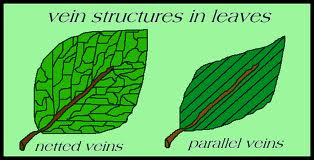 vein structures in leaves
netted veins
parallel veins